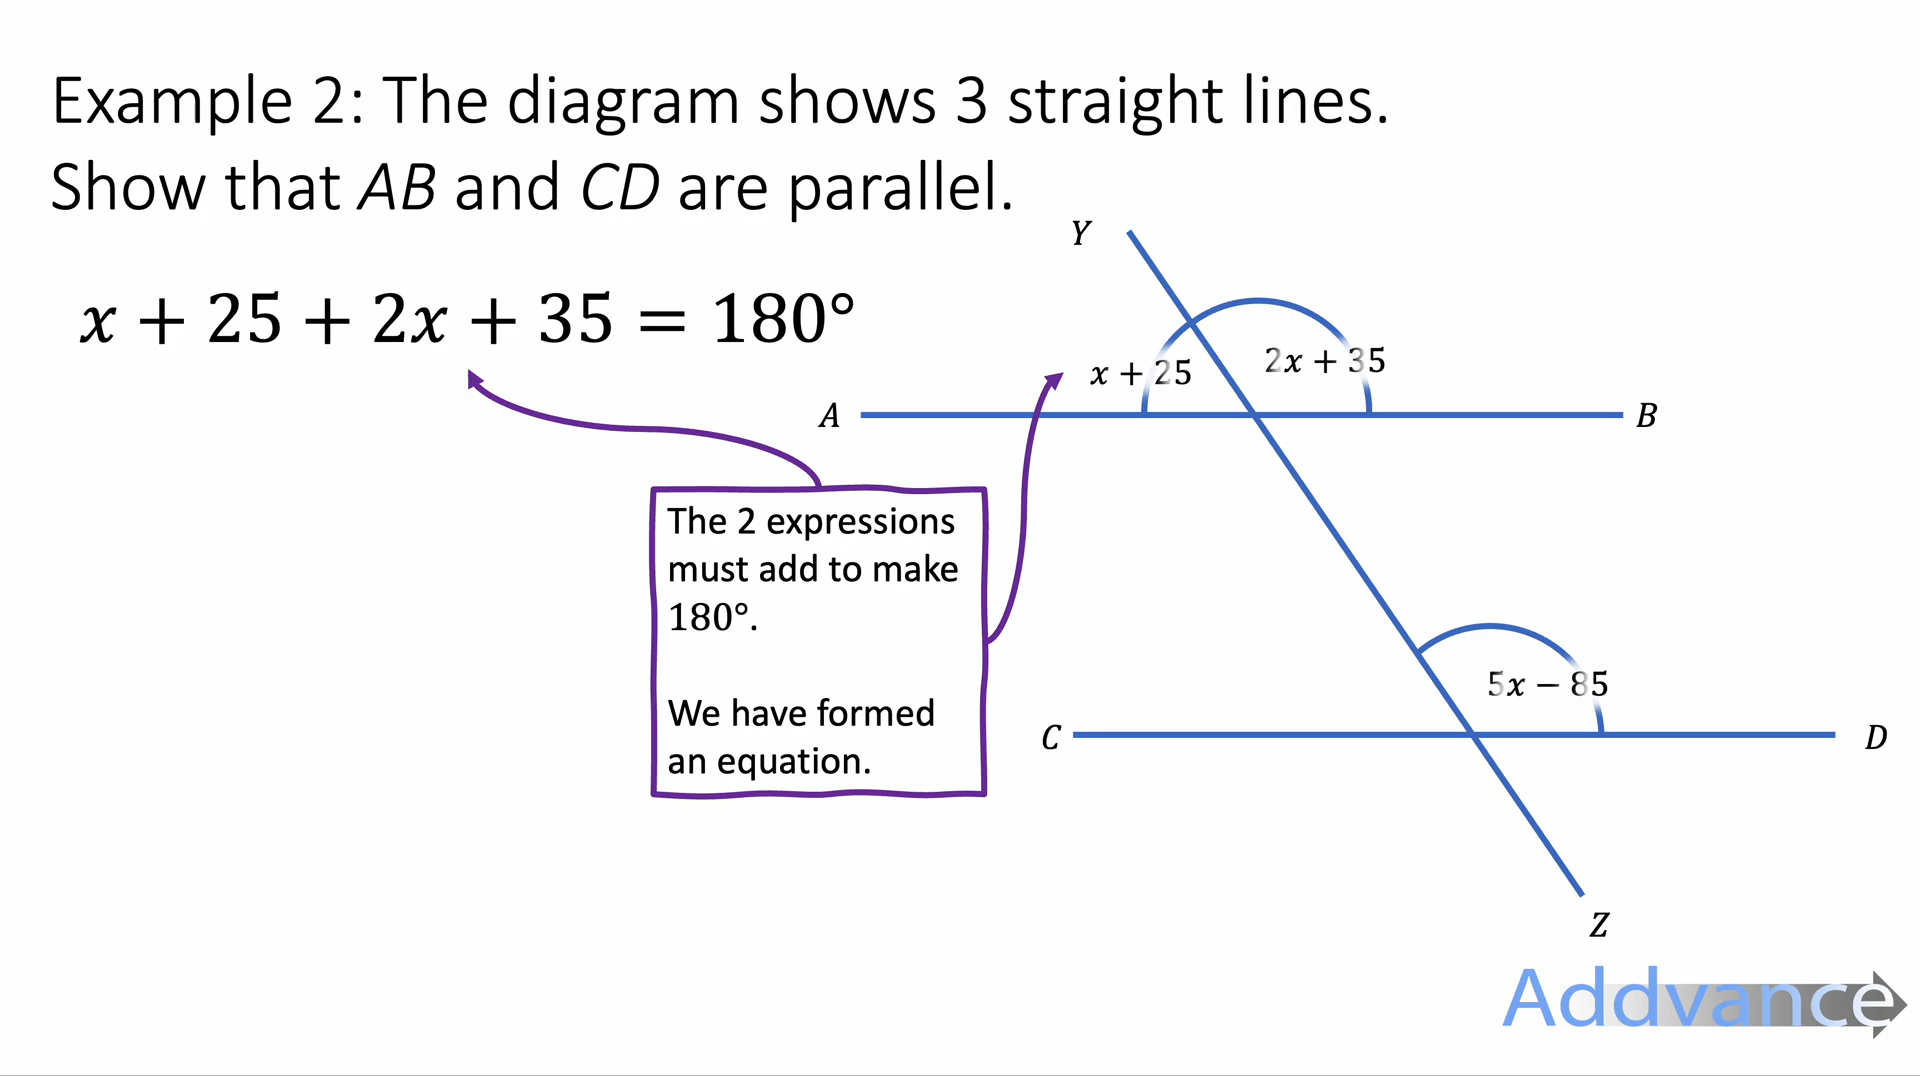 Example 2: The diagram shows 3 straight lines.
Show that AB and CD are parallel.
x + 25 + 2x + 35 = 180°
Y
x + 25
2x + 35
A
B
The 2 expressions
must add to make
180°.
We have formed
an equation.
5x − 85
C
D
Z
Addvance